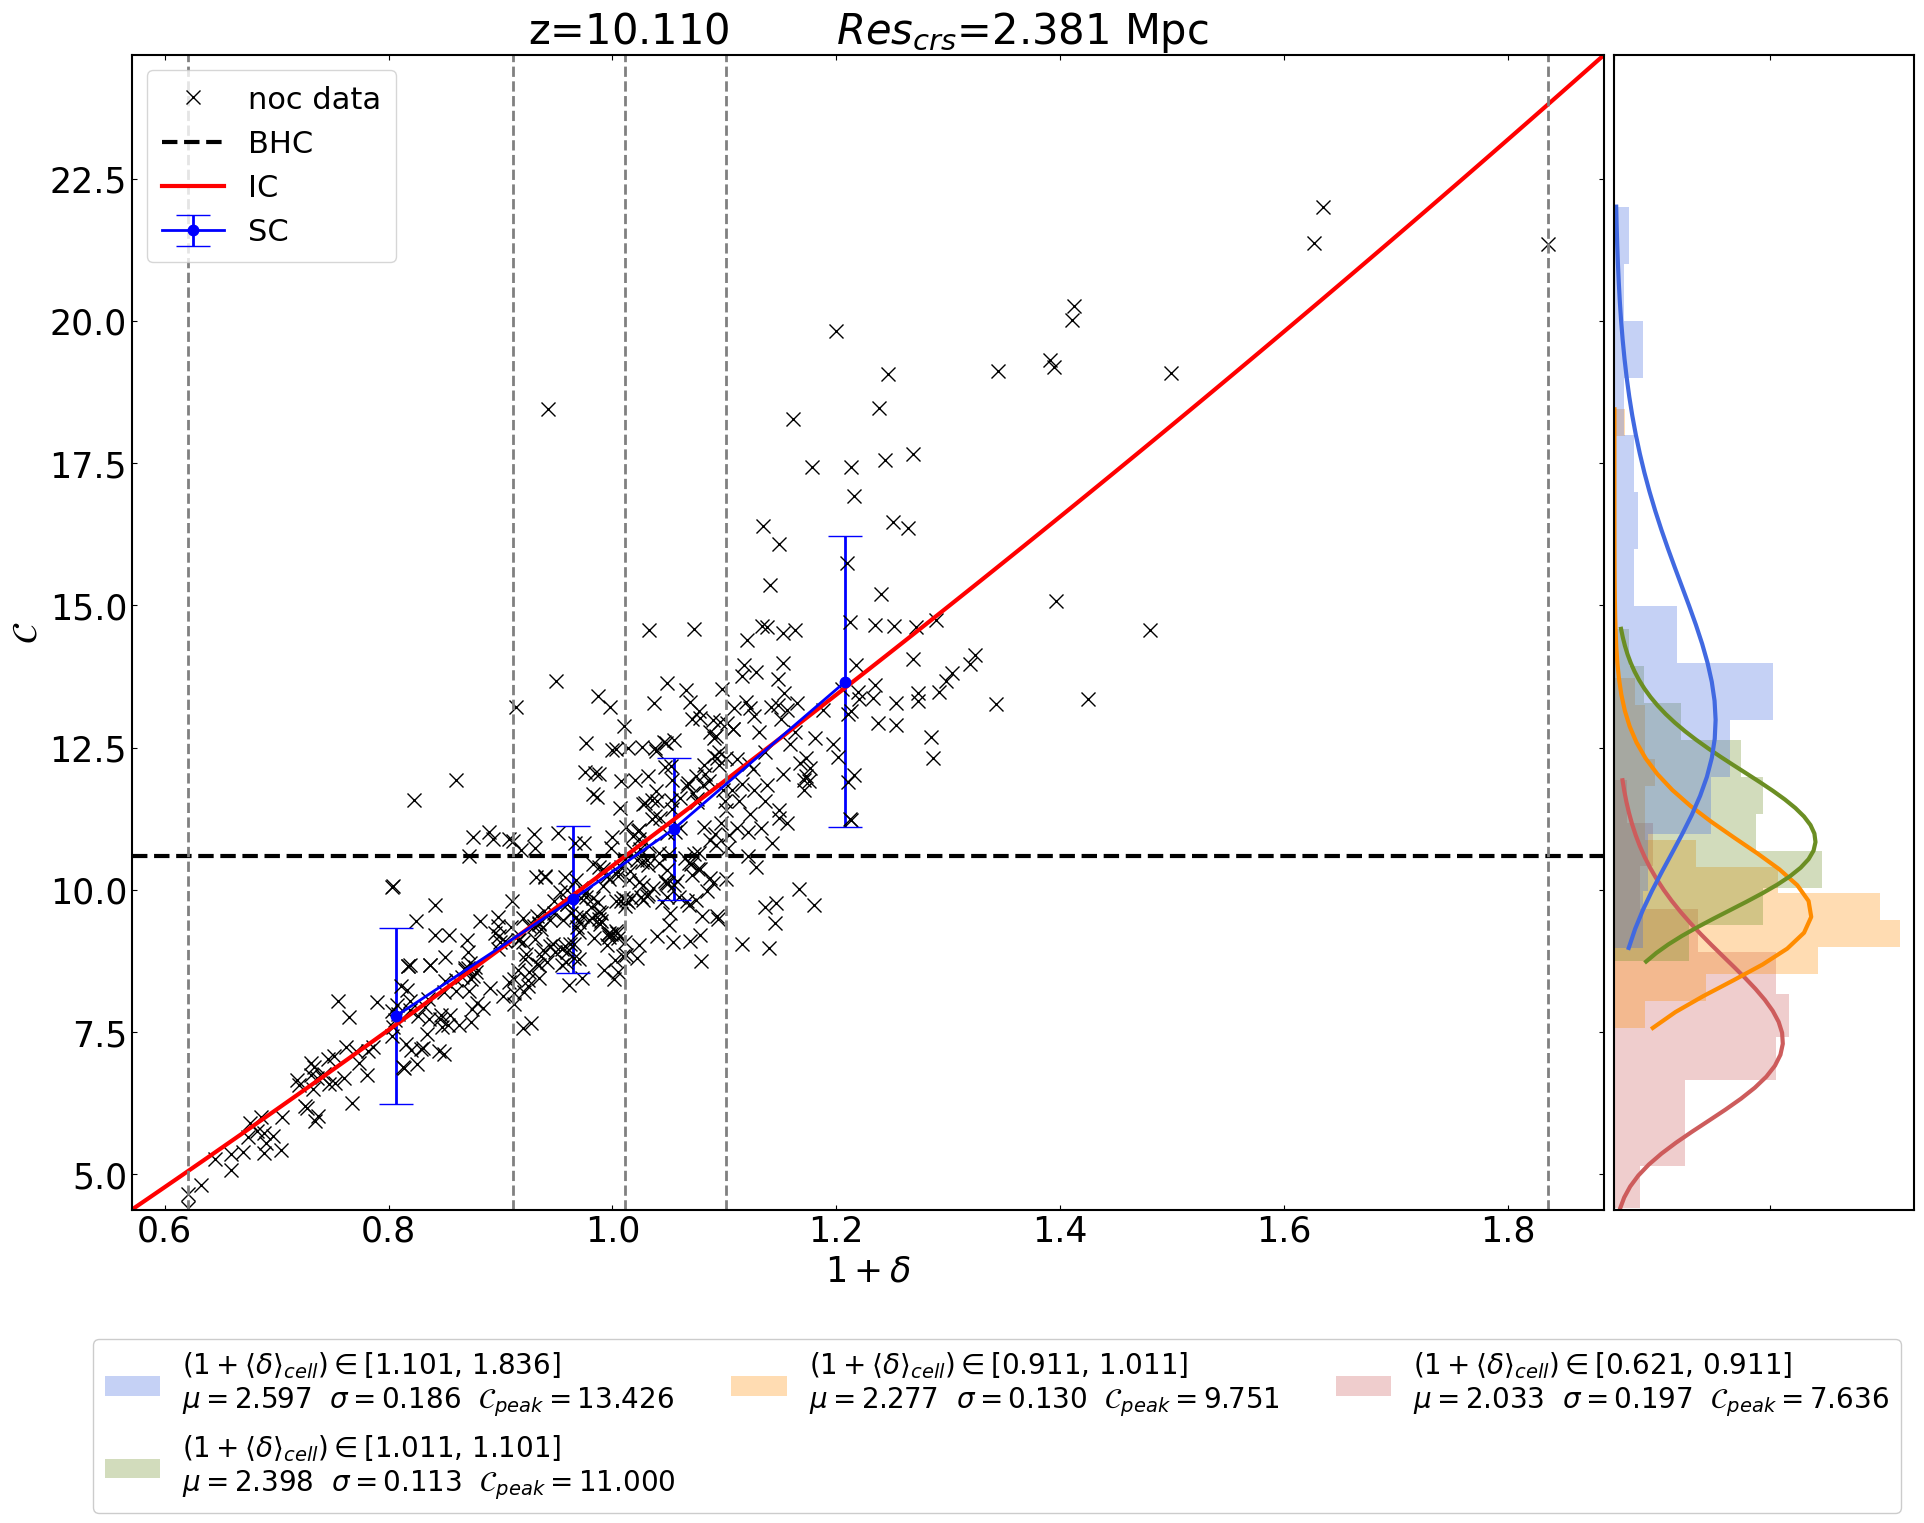 z=10.110 Res_crs=2.381 Mpc
noc data
BHC
IC
SC
22.5
20.0
17.5
15.0
12.5
10.0
7.5
5.0
𝒞
0.6 0.8 1.0 1.2 1.4 1.6 1.8
1 + δ
(1 + ⟨δ⟩_cell) ∈ [1.101, 1.836]
μ = 2.597 σ = 0.186 𝒞_peak = 13.426
(1 + ⟨δ⟩_cell) ∈ [1.011, 1.101]
μ = 2.398 σ = 0.113 𝒞_peak = 11.000
(1 + ⟨δ⟩_cell) ∈ [0.911, 1.011]
μ = 2.277 σ = 0.130 𝒞_peak = 9.751
(1 + ⟨δ⟩_cell) ∈ [0.621, 0.911]
μ = 2.033 σ = 0.197 𝒞_peak = 7.636